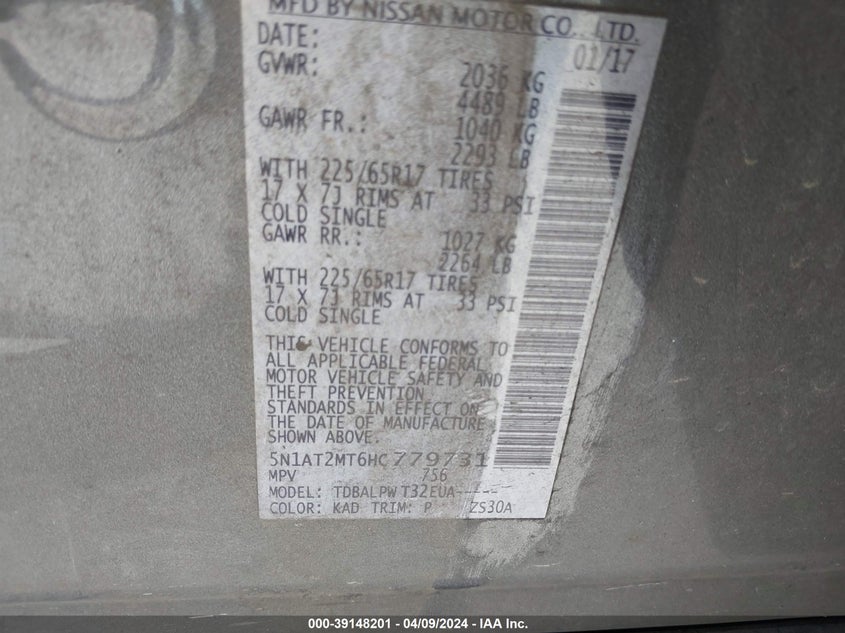 MFD BY NISSAN MOTOR CO., LTD.
DATE: 01/17
GVWR: 2036 KG
4489 LB
GAWR FR.: 1040 KG
2293 LB
WITH 225/65R17 TIRES
17 X 7J RIMS AT 33 PSI
COLD SINGLE
GAWR RR.: 1027 KG
2264 LB
WITH 225/65R17 TIRES
17 X 7J RIMS AT 33 PSI
COLD SINGLE
THIS VEHICLE CONFORMS TO
ALL APPLICABLE FEDERAL
MOTOR VEHICLE SAFETY AND
THEFT PREVENTION
STANDARDS IN EFFECT ON
THE DATE OF MANUFACTURE
SHOWN ABOVE.
5N1AT2MT6HC779731
MPV 756
MODEL: TDBALPW T32EUA-----
COLOR: KAD TRIM: P ZS30A
000-39148201 - 04/09/2024 - IAA Inc.